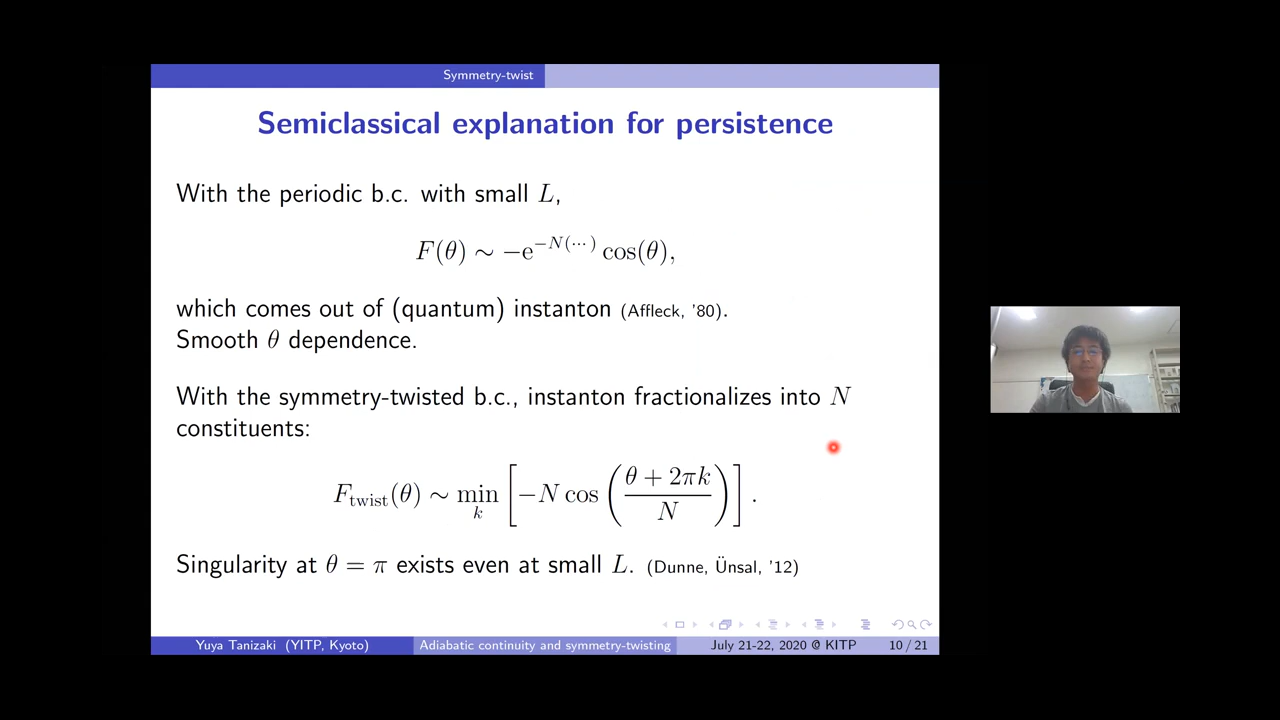 Symmetry-twist
Semiclassical explanation for persistence
With the periodic b.c. with small L,
F(θ) ∼ −e^{−N(···)} cos(θ),
which comes out of (quantum) instanton (Affleck, '80).
Smooth θ dependence.
With the symmetry-twisted b.c., instanton fractionalizes into N
constituents:
F_twist(θ) ∼ min_k [−N cos((θ + 2πk)/N)].
Singularity at θ = π exists even at small L. (Dunne, Ünsal, '12)
Yuya Tanizaki (YITP, Kyoto) Adiabatic continuity and symmetry-twisting July 21-22, 2020 @ KITP 10 / 21